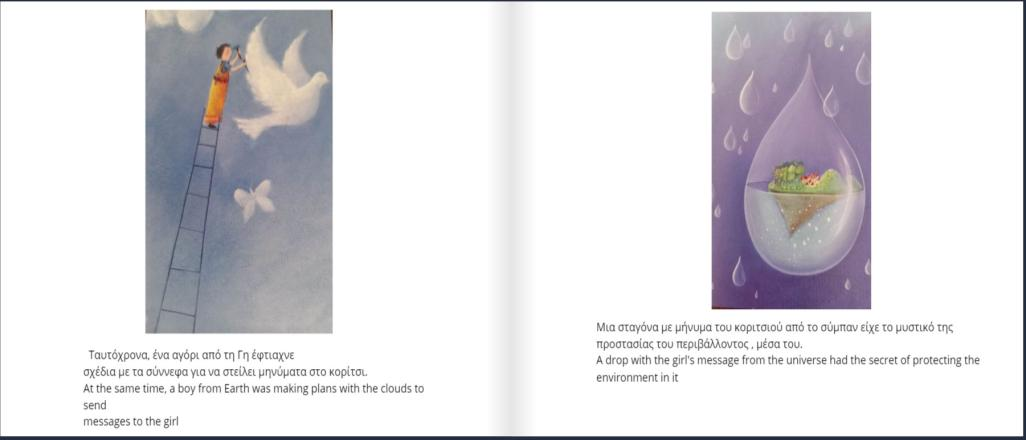 Ταυτόχρονα, ένα αγόρι από τη Γη έφτιαχνε
σχέδια με τα σύννεφα για να στείλει μηνύματα στο κορίτσι.
At the same time, a boy from Earth was making plans with the clouds to
send
messages to the girl
Μια σταγόνα με μήνυμα του κοριτσιού από το σύμπαν είχε το μυστικό της
προστασίας του περιβάλλοντος , μέσα του.
A drop with the girl's message from the universe had the secret of protecting the
environment in it